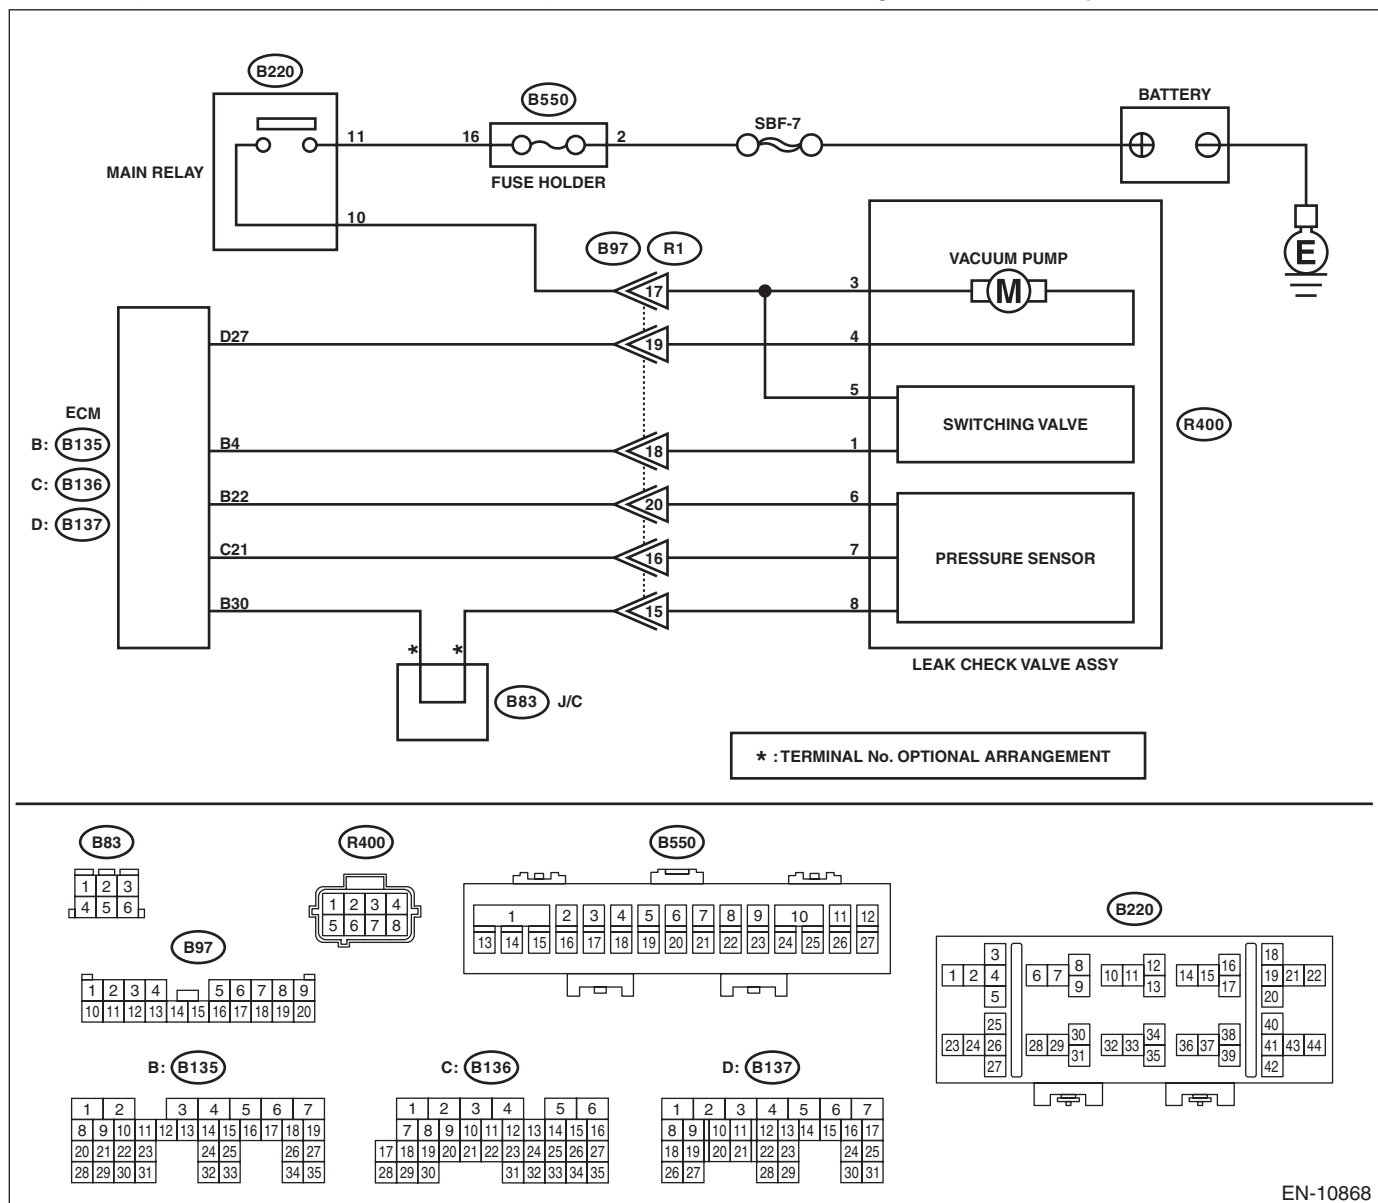 B220
B550
BATTERY
SBF-7
11
16
2
MAIN RELAY
FUSE HOLDER
10
B97 R1
VACUUM PUMP
E
17
3
M
D27
19
4
5
ECM
SWITCHING VALVE
R400
B: B135
B4
18
1
C: B136
B22
20
6
D: B137
C21
16
7
PRESSURE SENSOR
B30
15
8
* *
LEAK CHECK VALVE ASSY
B83 J/C
* : TERMINAL No. OPTIONAL ARRANGEMENT
B83
1 2 3
4 5 6
R400
1 2 3 4
5 6 7 8
B550
1 2 3 4 5 6 7 8 9 10 11 12
13 14 15 16 17 18 19 20 21 22 23 24 25 26 27
B97
1 2 3 4 5 6 7 8 9
10 11 12 13 14 15 16 17 18 19 20
B220
3 8 12 16 18
1 2 4 6 7 10 11 14 15 19 21 22
5 9 13 17 20
25 30 34 38 40
23 24 26 28 29 32 33 36 37 41 43 44
27 31 35 39 42
B: B135
1 2 3 4 5 6 7
8 9 10 11 12 13 14 15 16 17 18 19
20 21 22 23 24 25 26 27
28 29 30 31 32 33 34 35
C: B136
1 2 3 4 5 6
7 8 9 10 11 12 13 14 15 16
17 18 19 20 21 22 23 24 25 26 27
28 29 30 31 32 33 34 35
D: B137
1 2 3 4 5 6 7
8 9 10 11 12 13 14 15 16 17
18 19 20 21 22 23 24 25
26 27 28 29 30 31
EN-10868